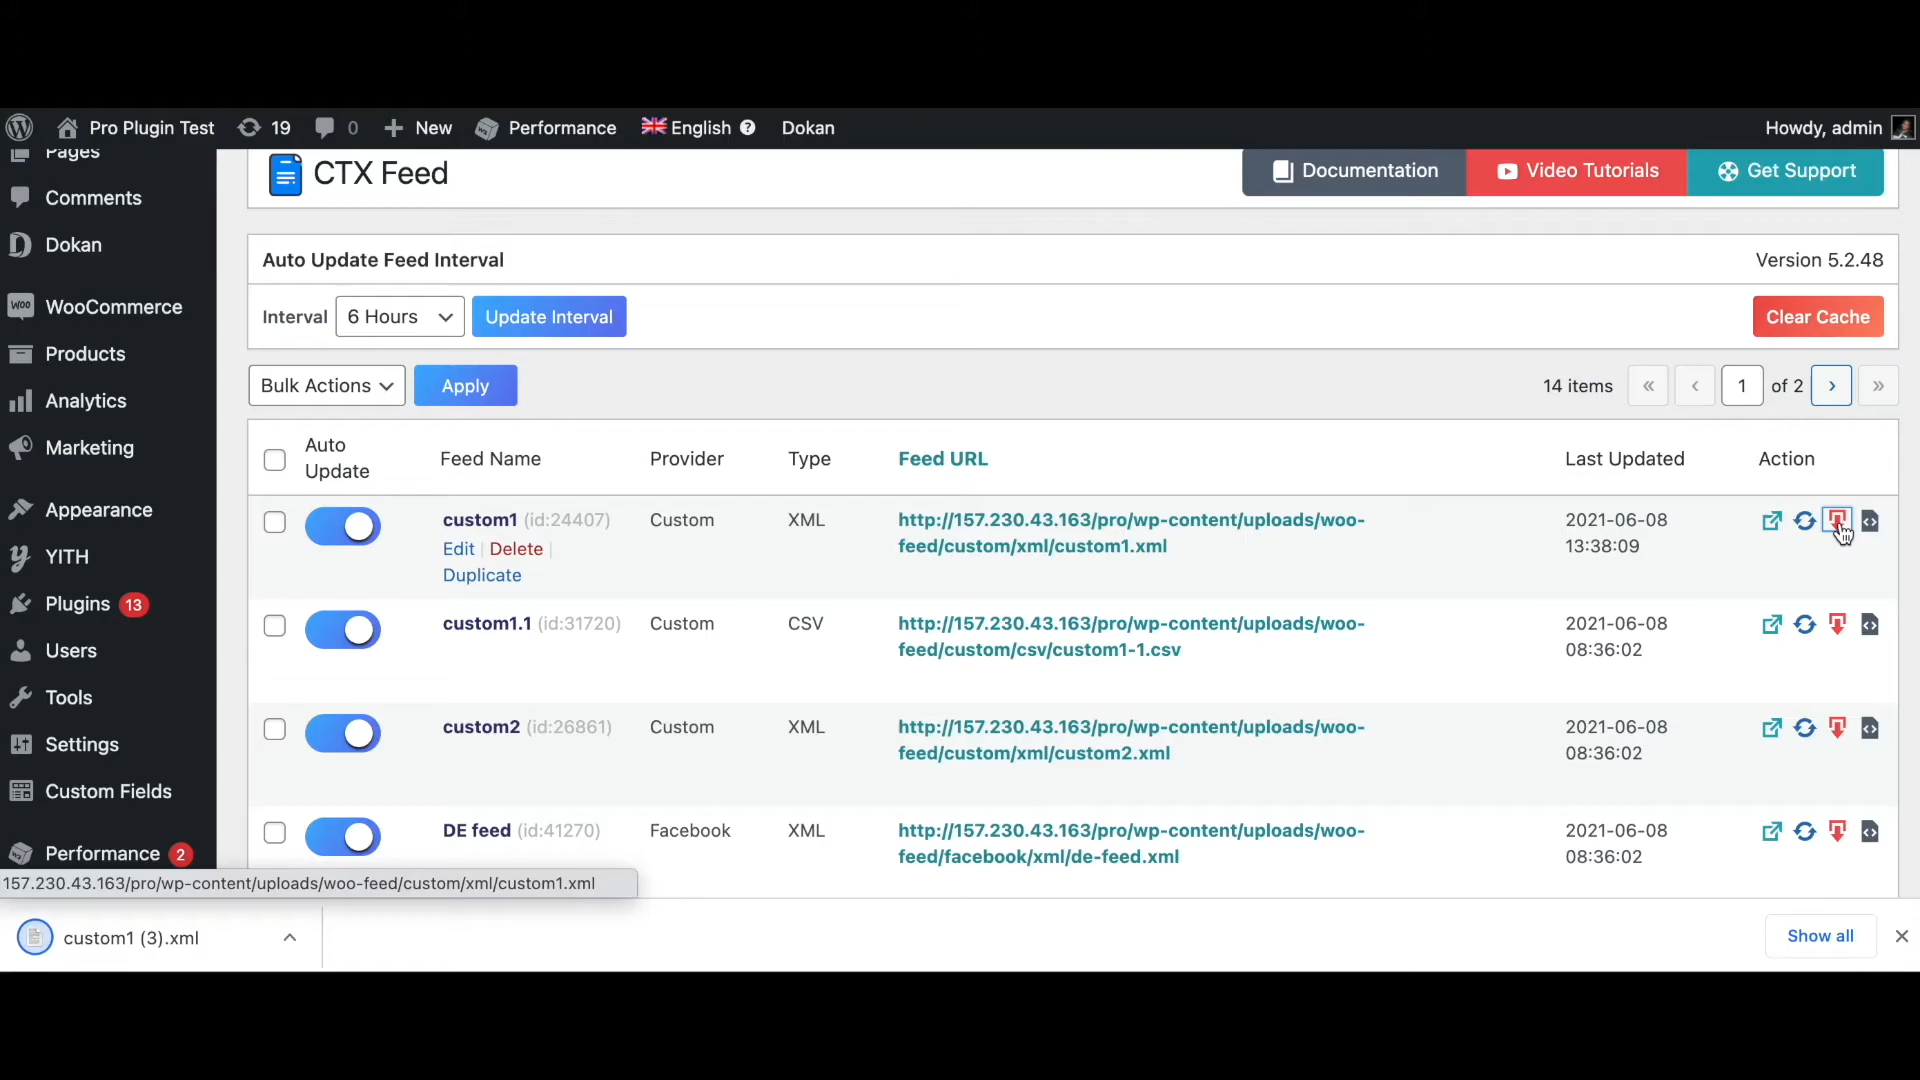 Pro Plugin Test 19 0 New Performance English Dokan Howdy, admin
Pages
Comments
Dokan
WooCommerce
Products
Analytics
Marketing
Appearance
YITH
Plugins 13
Users
Tools
Settings
Custom Fields
Performance 2
CTX Feed
Documentation Video Tutorials Get Support
Auto Update Feed Interval Version 5.2.48
Interval 6 Hours Update Interval Clear Cache
Bulk Actions Apply 14 items « ‹ 1 of 2 › »
Auto
Update Feed Name Provider Type Feed URL Last Updated Action
custom1 (id:24407) Custom XML http://157.230.43.163/pro/wp-content/uploads/woo- 2021-06-08
feed/custom/xml/custom1.xml 13:38:09
Edit | Delete |
Duplicate
custom1.1 (id:31720) Custom CSV http://157.230.43.163/pro/wp-content/uploads/woo- 2021-06-08
feed/custom/csv/custom1-1.csv 08:36:02
custom2 (id:26861) Custom XML http://157.230.43.163/pro/wp-content/uploads/woo- 2021-06-08
feed/custom/xml/custom2.xml 08:36:02
DE feed (id:41270) Facebook XML http://157.230.43.163/pro/wp-content/uploads/woo- 2021-06-08
feed/facebook/xml/de-feed.xml 08:36:02
157.230.43.163/pro/wp-content/uploads/woo-feed/custom/xml/custom1.xml
custom1 (3).xml Show all